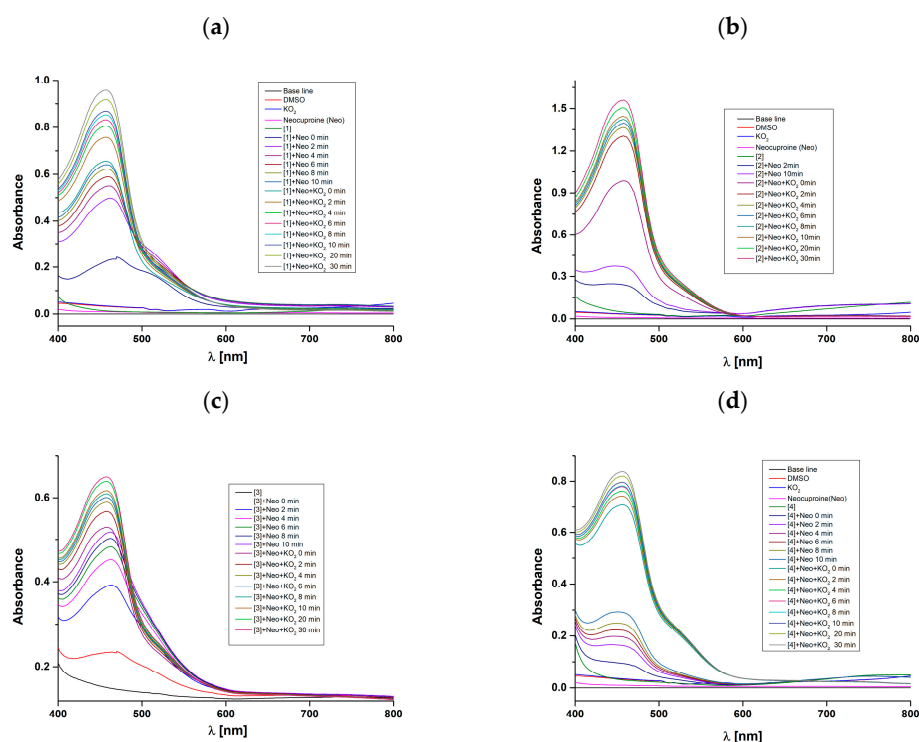 (a)
(b)
Absorbance
1.0
0.8
0.6
0.4
0.2
0.0
400
500
600
700
800
λ [nm]
Base line
DMSO
KO2
Neocuproine (Neo)
[1]
[1]+Neo 0 min
[1]+Neo 2 min
[1]+Neo 4 min
[1]+Neo 6 min
[1]+Neo 8 min
[1]+Neo 10 min
[1]+Neo+KO2 0 min
[1]+Neo+KO2 2 min
[1]+Neo+KO2 4 min
[1]+Neo+KO2 6 min
[1]+Neo+KO2 8 min
[1]+Neo+KO2 10 min
[1]+Neo+KO2 20 min
[1]+Neo+KO2 30 min
Absorbance
1.5
1.2
0.9
0.6
0.3
0.0
400
500
600
700
800
λ [nm]
Base line
DMSO
KO2
Neocuproine (Neo)
[2]
[2]+Neo 2min
[2]+Neo 10min
[2]+Neo+KO2 0min
[2]+Neo+KO2 2min
[2]+Neo+KO2 4min
[2]+Neo+KO2 6min
[2]+Neo+KO2 8min
[2]+Neo+KO2 10min
[2]+Neo+KO2 20min
[2]+Neo+KO2 30min
(c)
(d)
Absorbance
0.6
0.4
0.2
400
500
600
700
800
λ [nm]
[3]
[3]+Neo 0 min
[3]+Neo 2 min
[3]+Neo 4 min
[3]+Neo 6 min
[3]+Neo 8 min
[3]+Neo 10 min
[3]+Neo+KO2 0 min
[3]+Neo+KO2 2 min
[3]+Neo+KO2 4 min
[3]+Neo+KO2 6 min
[3]+Neo+KO2 8 min
[3]+Neo+KO2 10 min
[3]+Neo+KO2 20 min
[3]+Neo+KO2 30 min
Absorbance
0.8
0.6
0.4
0.2
0.0
400
500
600
700
800
λ [nm]
Base line
DMSO
KO2
Neocuproine(Neo)
[4]
[4]+Neo 0 min
[4]+Neo 2 min
[4]+Neo 4 min
[4]+Neo 6 min
[4]+Neo 8 min
[4]+Neo 10 min
[4]+Neo+KO2 0 min
[4]+Neo+KO2 2 min
[4]+Neo+KO2 4 min
[4]+Neo+KO2 6 min
[4]+Neo+KO2 8 min
[4]+Neo+KO2 10 min
[4]+Neo+KO2 20 min
[4]+Neo+KO2 30 min